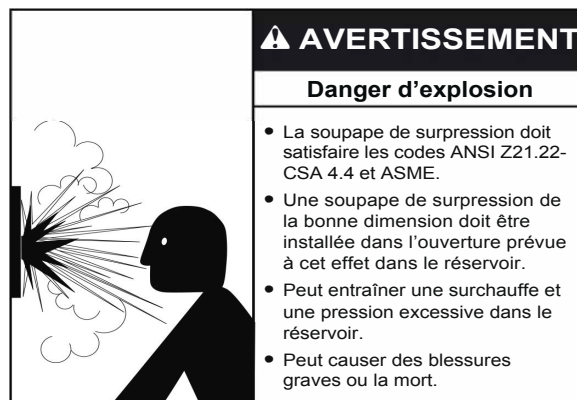 ⚠ AVERTISSEMENT
Danger d’explosion
• La soupape de surpression doit
satisfaire les codes ANSI Z21.22-
CSA 4.4 et ASME.
• Une soupape de surpression de
la bonne dimension doit être
installée dans l’ouverture prévue
à cet effet dans le réservoir.
• Peut entraîner une surchauffe et
une pression excessive dans le
réservoir.
• Peut causer des blessures
graves ou la mort.